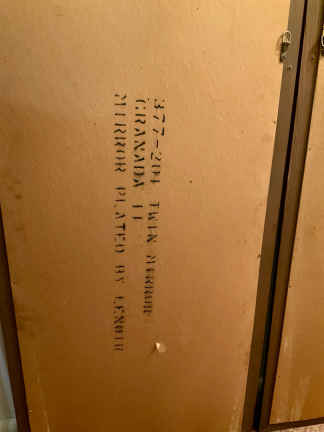 377-204 TWIN MIRROR
GRANADA II
MIRROR PLATED BY LENOIR